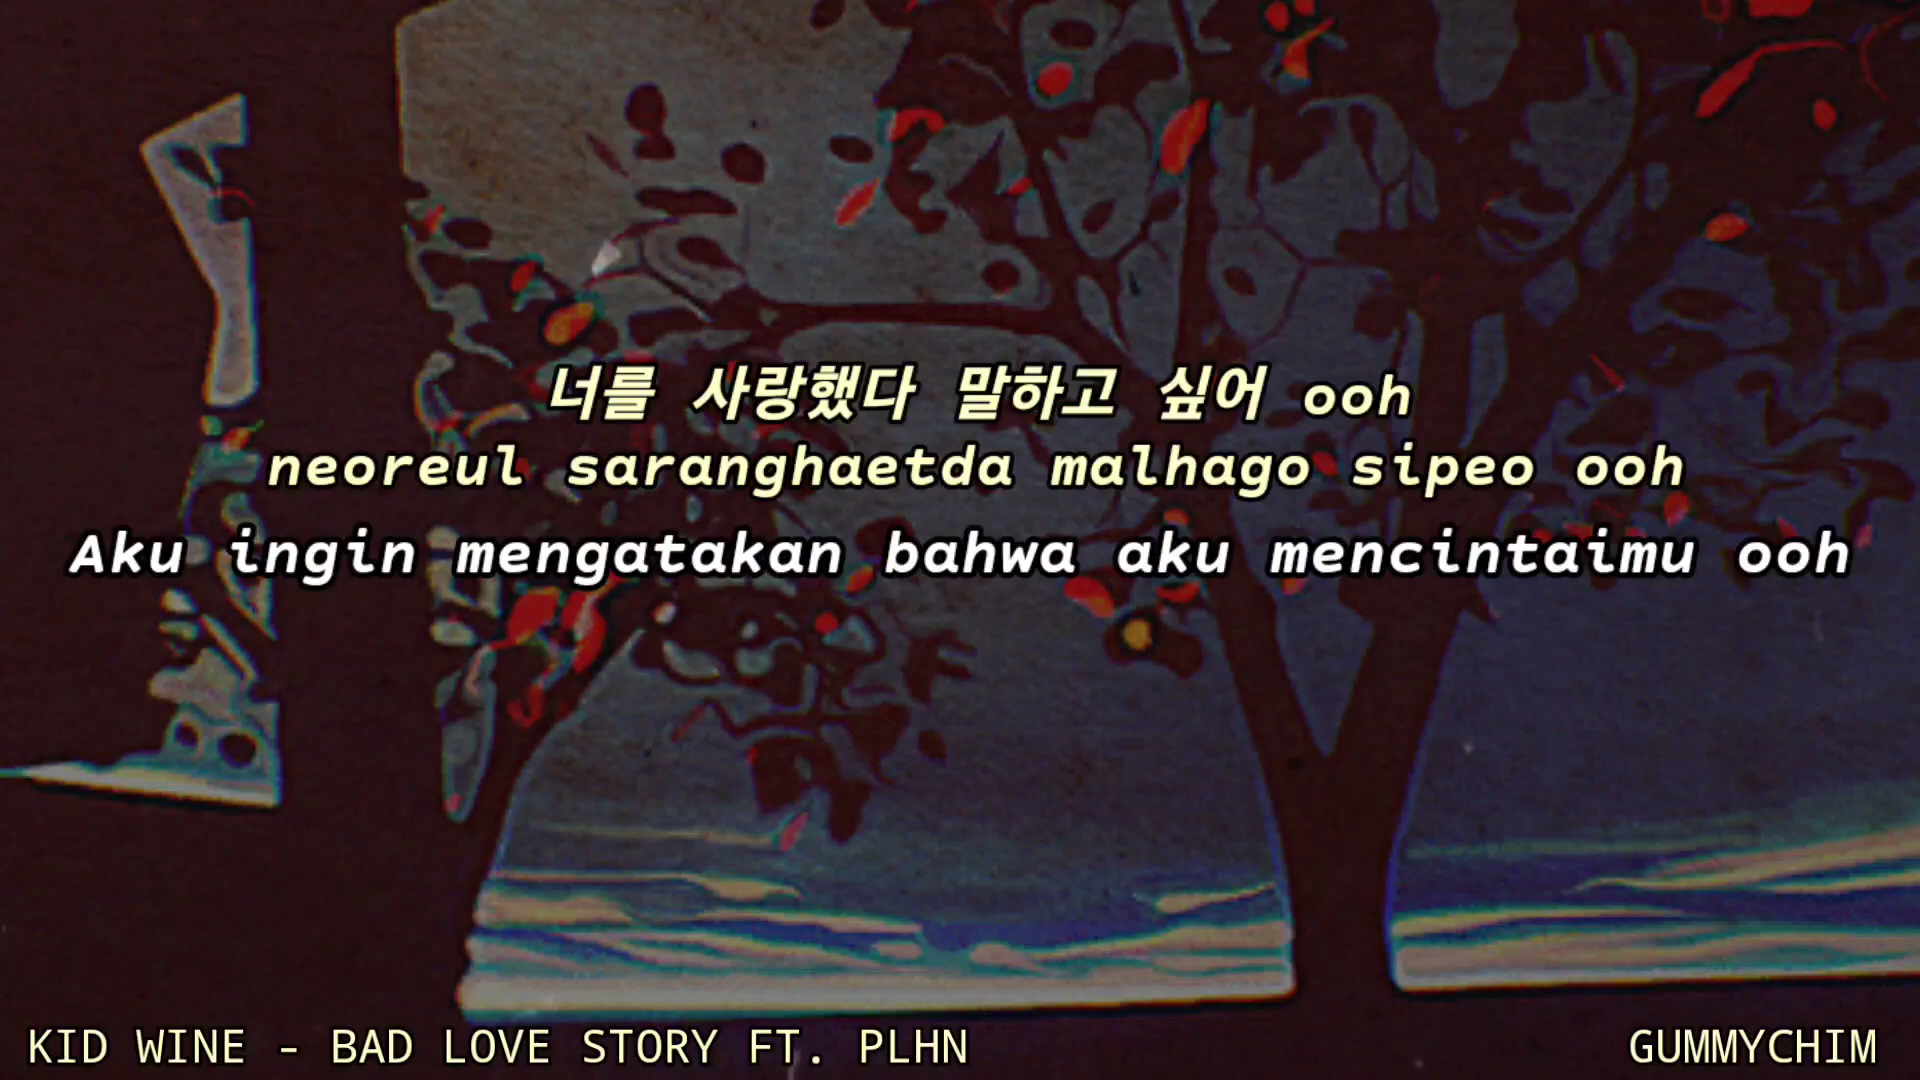 너를 사랑했다 말하고 싶어 ooh
neoreul saranghaetda malhago sipeo ooh
Aku ingin mengatakan bahwa aku mencintaimu ooh
KID WINE - BAD LOVE STORY FT. PLHN
GUMMYCHIM